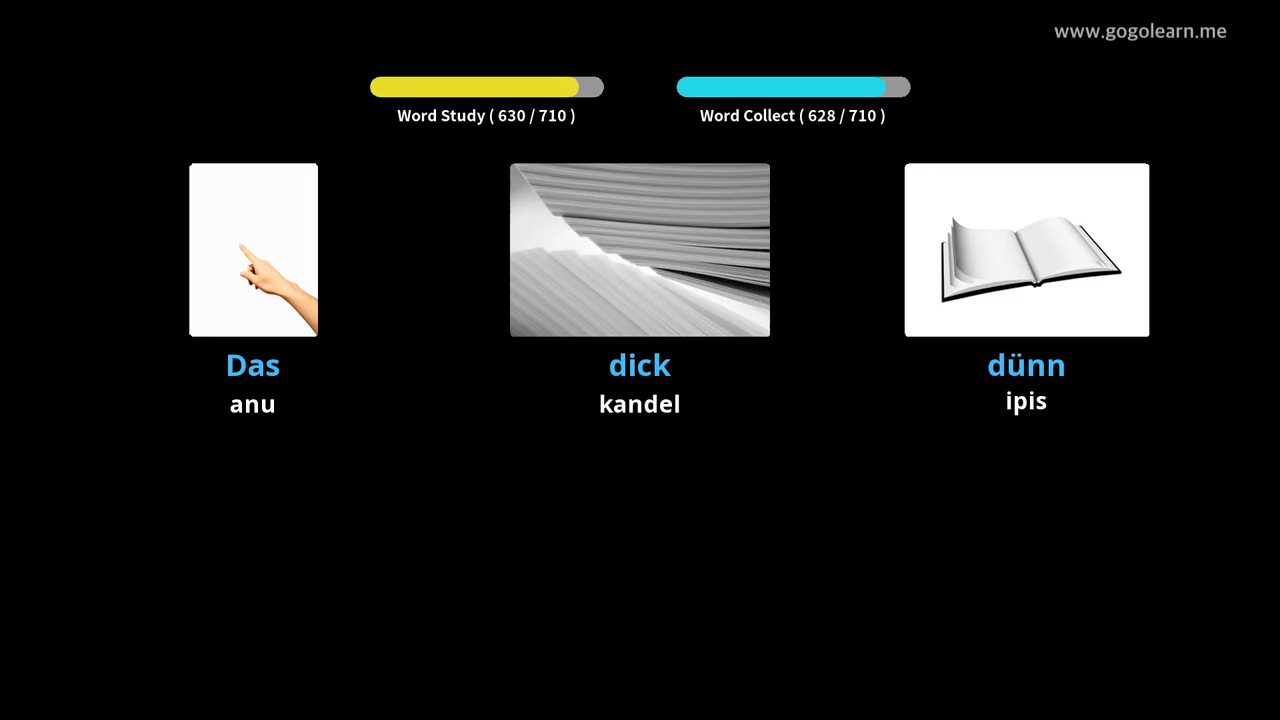 www.gogolearn.me
Word Study ( 630 / 710 )
Word Collect ( 628 / 710 )
Das
dick
dünn
anu
kandel
ipis